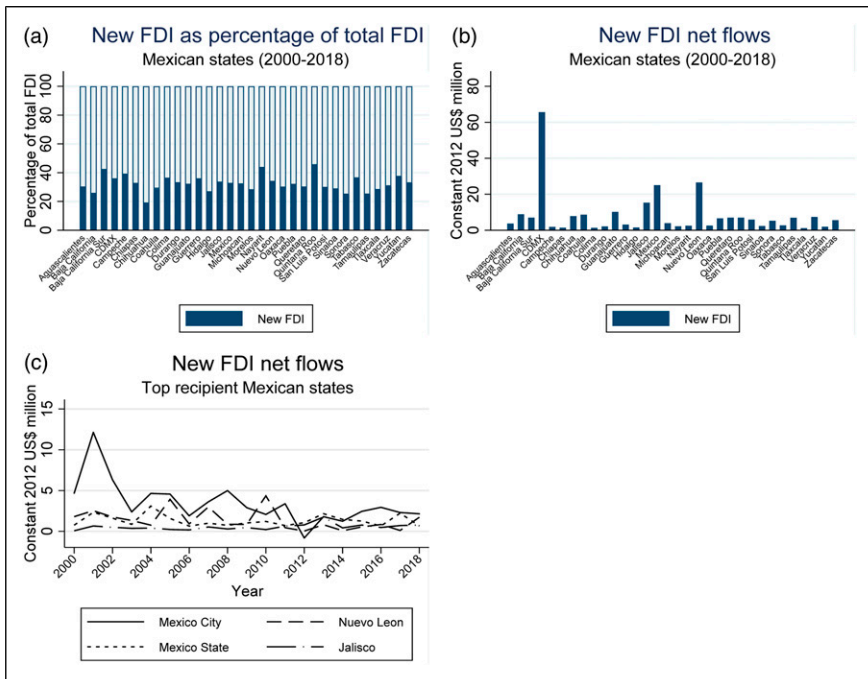 (a)
New FDI as percentage of total FDI
Mexican states (2000-2018)
Percentage of total FDI
100
80
60
40
20
0
Aguascalientes
Baja California
Baja California Sur
CDMX
Campeche
Chiapas
Chihuahua
Coahuila
Colima
Durango
Guanajuato
Guerrero
Hidalgo
Jalisco
Mexico
Michoacan
Morelos
Nayarit
Nuevo Leon
Oaxaca
Puebla
Queretaro
Quintana Roo
San Luis Potosi
Sinaloa
Sonora
Tabasco
Tamaulipas
Tlaxcala
Veracruz
Yucatan
Zacatecas
New FDI
(b)
New FDI net flows
Mexican states (2000-2018)
Constant 2012 US$ million
80
60
40
20
0
Aguascalientes
Baja California
Baja California Sur
CDMX
Campeche
Chiapas
Chihuahua
Coahuila
Colima
Durango
Guanajuato
Guerrero
Hidalgo
Jalisco
Mexico
Michoacan
Morelos
Nayarit
Nuevo Leon
Oaxaca
Puebla
Queretaro
Quintana Roo
San Luis Potosi
Sinaloa
Sonora
Tabasco
Tamaulipas
Tlaxcala
Veracruz
Yucatan
Zacatecas
New FDI
(c)
New FDI net flows
Top recipient Mexican states
Constant 2012 US$ million
15
10
5
0
2000
2002
2004
2006
2008
2010
2012
2014
2016
2018
Year
Mexico City
Nuevo Leon
Mexico State
Jalisco